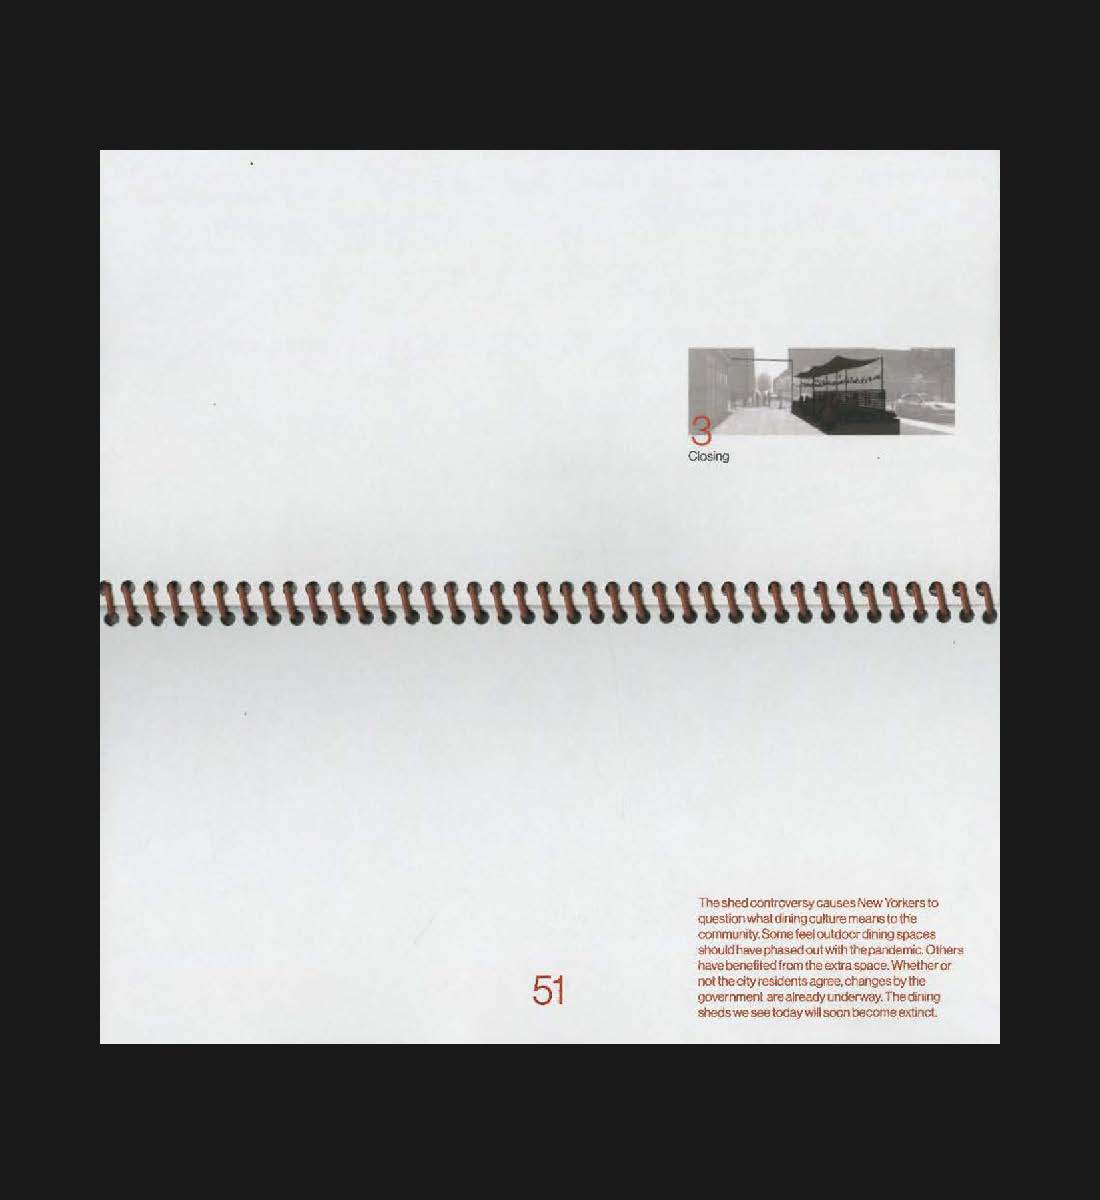 3
Closing
The shed controversy causes New Yorkers to
question what dining culture means to the
community. Some feel outdoor dining spaces
should have phased out with the pandemic. Others
have benefited from the extra space. Whether or
not the city residents agree, changes by the
government are already underway. The dining
sheds we see today will soon become extinct.
51